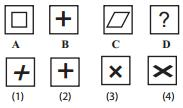 ?
A B C D
(1) (2) (3) (4)